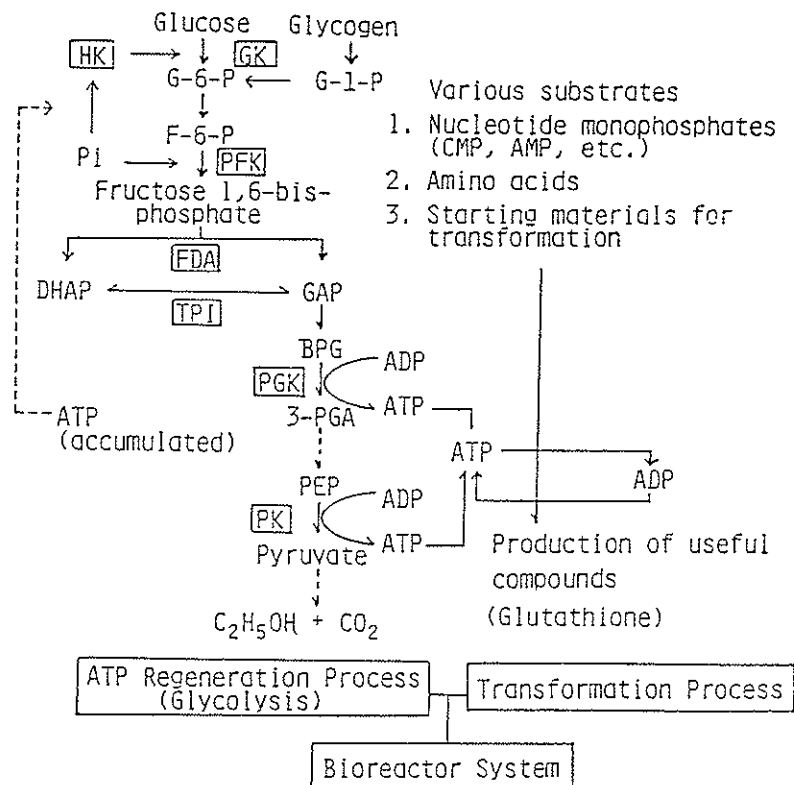 Glucose Glycogen
HK GK
G-6-P G-1-P
Various substrates
F-6-P
1. Nucleotide monophosphates
(CMP, AMP, etc.)
Pi PFK
2. Amino acids
Fructose 1,6-bis-
phosphate
3. Starting materials for
transformation
FDA
DHAP GAP
TPI
BPG
ADP
PGK
ATP
3-PGA
ATP
(accumulated)
ATP
ADP
PEP
ADP
PK
ATP
Pyruvate
Production of useful
compounds
(Glutathione)
C2H5OH + CO2
ATP Regeneration Process
(Glycolysis)
Transformation Process
Bioreactor System